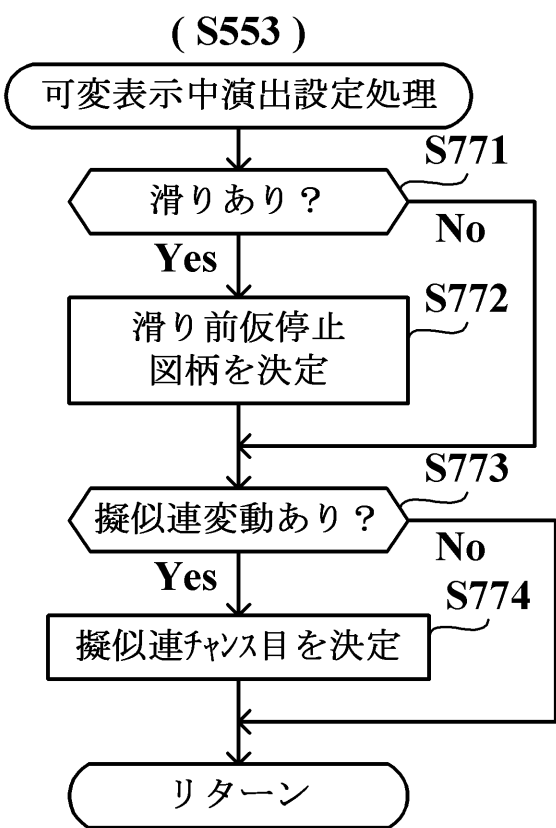 ( S553 )
可変表示中演出設定処理
S771
滑りあり？
No
Yes
S772
滑り前仮停止
図柄を決定
S773
擬似連変動あり？
No
Yes
S774
擬似連ﾁｬﾝｽ目を決定
リターン